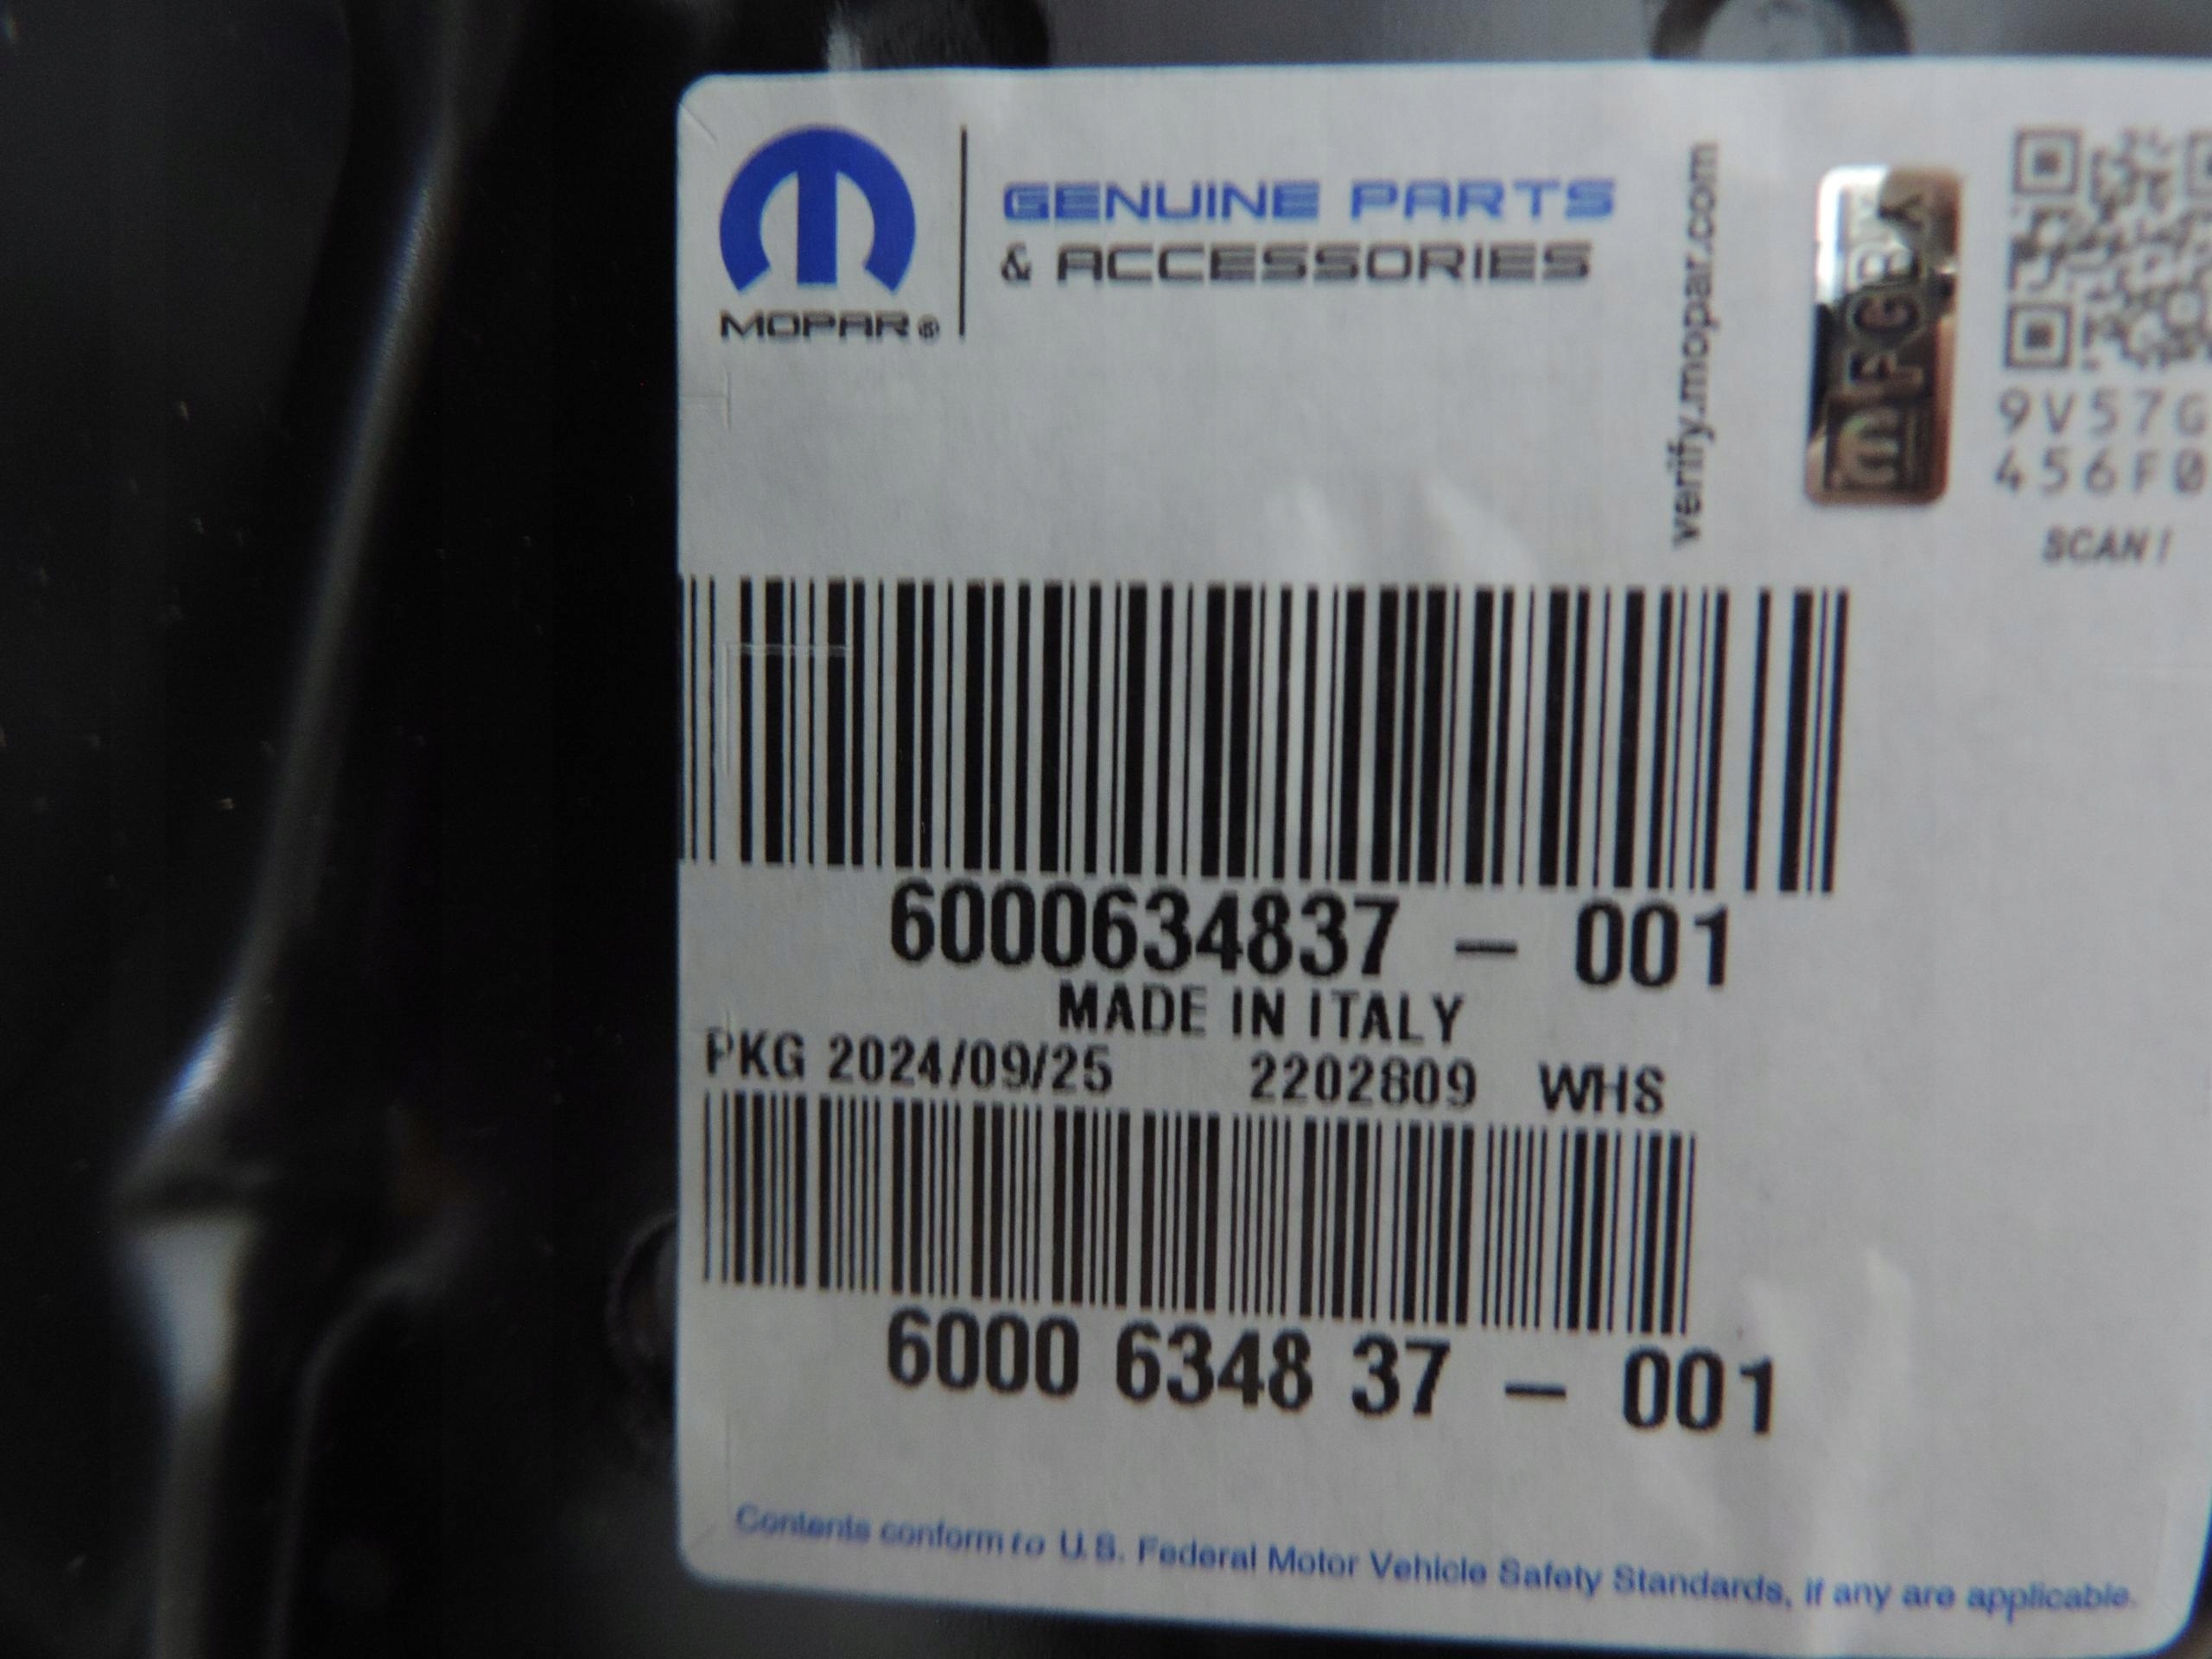 GENUINE PARTS
& ACCESSORIES
MOPAR®
verify.mopar.com
m FGBY
9V57G
456F0
SCAN!
6000634837 - 001
MADE IN ITALY
PKG 2024/09/25 2202809 WHS
6000 6348 37 - 001
Contents conform to U.S. Federal Motor Vehicle Safety Standards, if any are applicable.